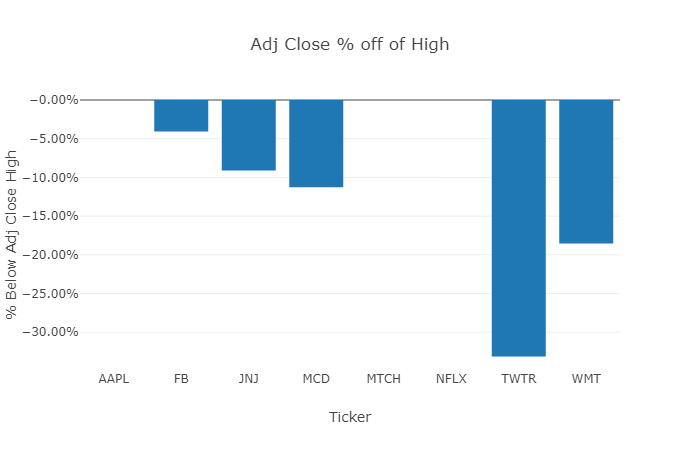 Adj Close % off of High
% Below Adj Close High
−0.00%
−5.00%
−10.00%
−15.00%
−20.00%
−25.00%
−30.00%
AAPL FB JNJ MCD MTCH NFLX TWTR WMT
Ticker